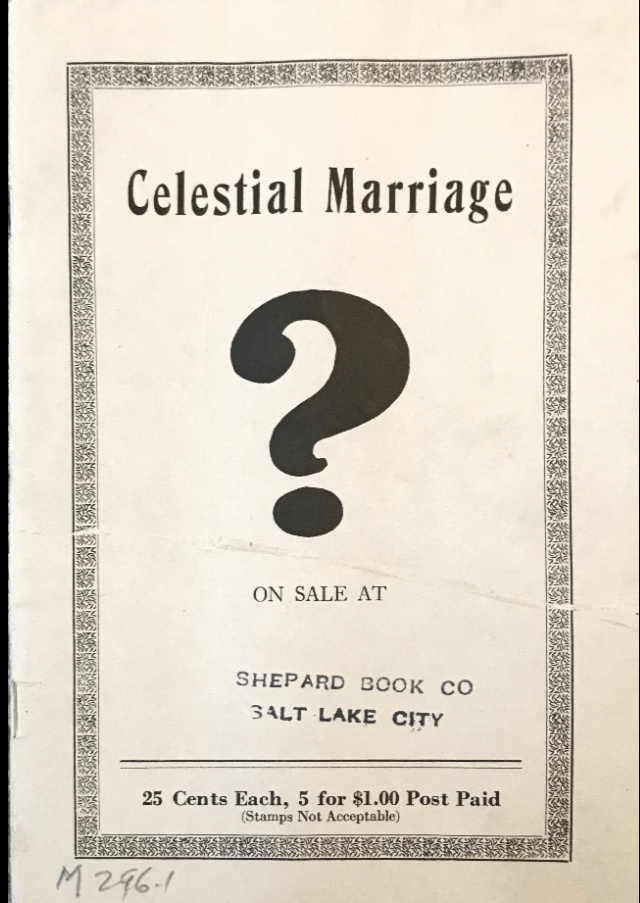 Celestial Marriage
?
ON SALE AT
SHEPARD BOOK CO
SALT LAKE CITY
25 Cents Each, 5 for $1.00 Post Paid
(Stamps Not Acceptable)
M 296.1